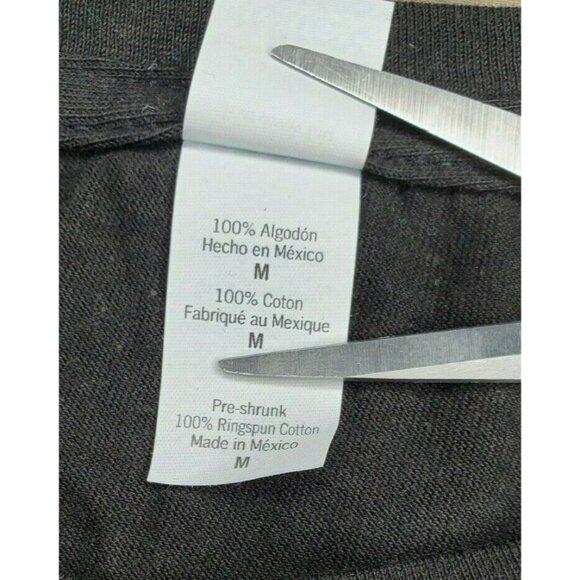 100% Algodón
Hecho en México
M
100% Coton
Fabriqué au Mexique
M
Pre-shrunk
100% Ringspun Cotton
Made in México
M